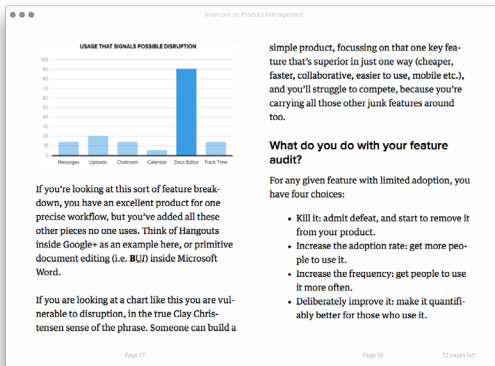 Intercom on Product Management
USAGE THAT SIGNALS POSSIBLE DISRUPTION
100
90
80
70
60
50
40
30
20
10
0
Messages Uploads Chatroom Calendar Docs Editor Track Time
If you're looking at this sort of feature break-
down, you have an excellent product for one
precise workflow, but you've added all these
other pieces no one uses. Think of Hangouts
inside Google+ as an example here, or primitive
document editing (i.e. BUI) inside Microsoft
Word.
If you are looking at a chart like this you are vul-
nerable to disruption, in the true Clay Chris-
tensen sense of the phrase. Someone can build a
Page 17
simple product, focussing on that one key fea-
ture that's superior in just one way (cheaper,
faster, collaborative, easier to use, mobile etc.),
and you'll struggle to compete, because you're
carrying all those other junk features around
too.
What do you do with your feature
audit?
For any given feature with limited adoption, you
have four choices:
• Kill it: admit defeat, and start to remove it
from your product.
• Increase the adoption rate: get more peo-
ple to use it.
• Increase the frequency: get people to use
it more often.
• Deliberately improve it: make it quantifi-
ably better for those who use it.
Page 18
12 pages left